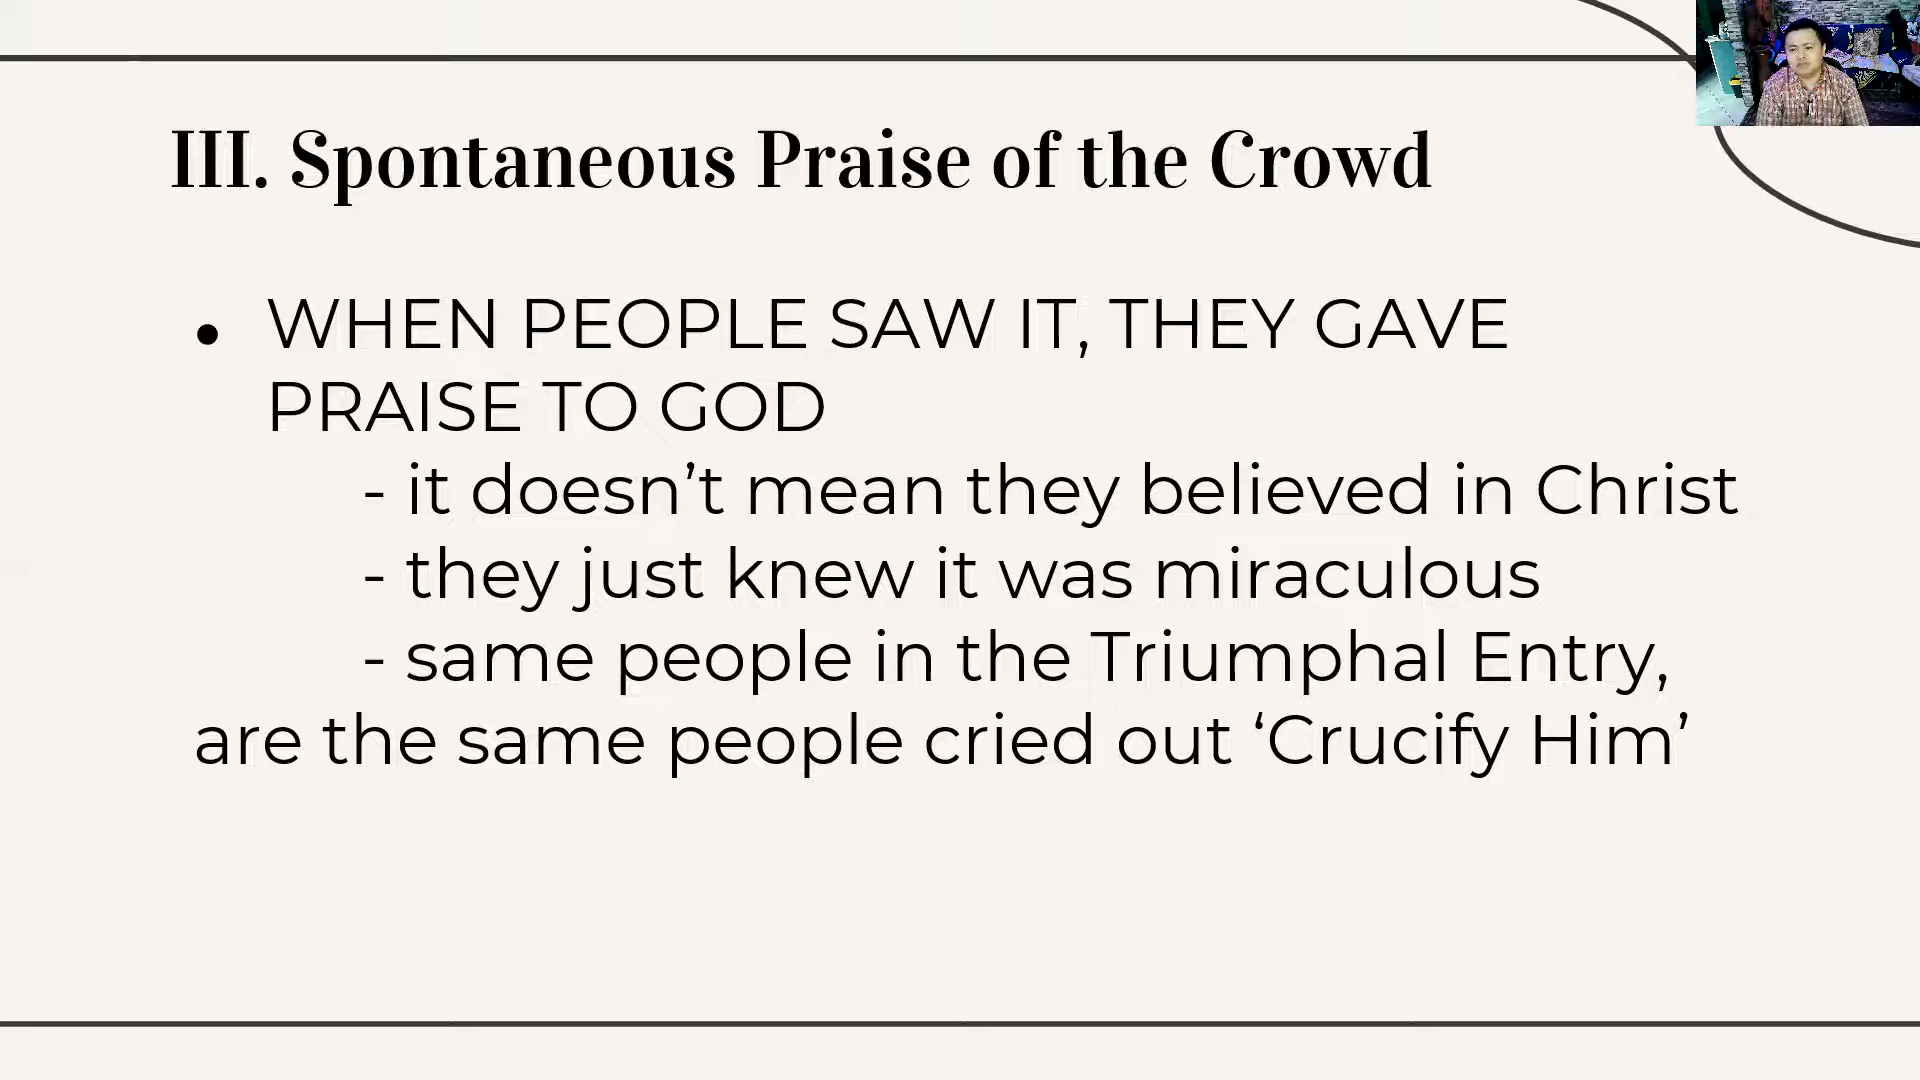 III. Spontaneous Praise of the Crowd
• WHEN PEOPLE SAW IT, THEY GAVE
PRAISE TO GOD
- it doesn’t mean they believed in Christ
- they just knew it was miraculous
- same people in the Triumphal Entry,
are the same people cried out ‘Crucify Him’